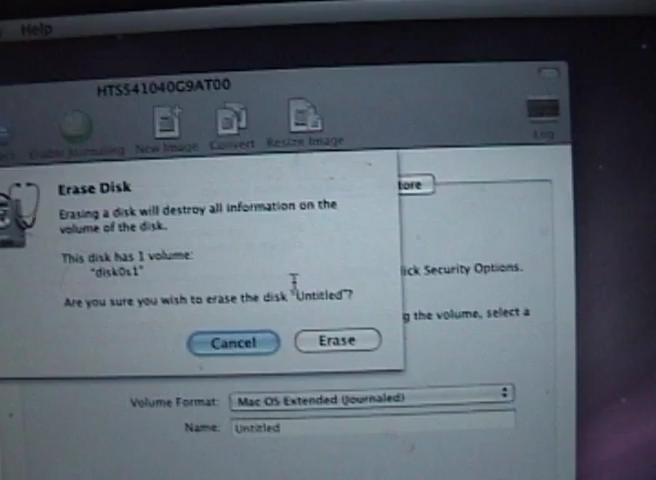 Help
HTS541040G9AT00
Enable Journaling New Image Convert Resize Image
Log
Erase Disk
Erasing a disk will destroy all information on the
volume of the disk.
This disk has 1 volume:
"disk0s1"
Are you sure you wish to erase the disk "Untitled"?
Cancel
Erase
tore
lick Security Options.
g the volume, select a
Volume Format: Mac OS Extended (Journaled)
Name: Untitled